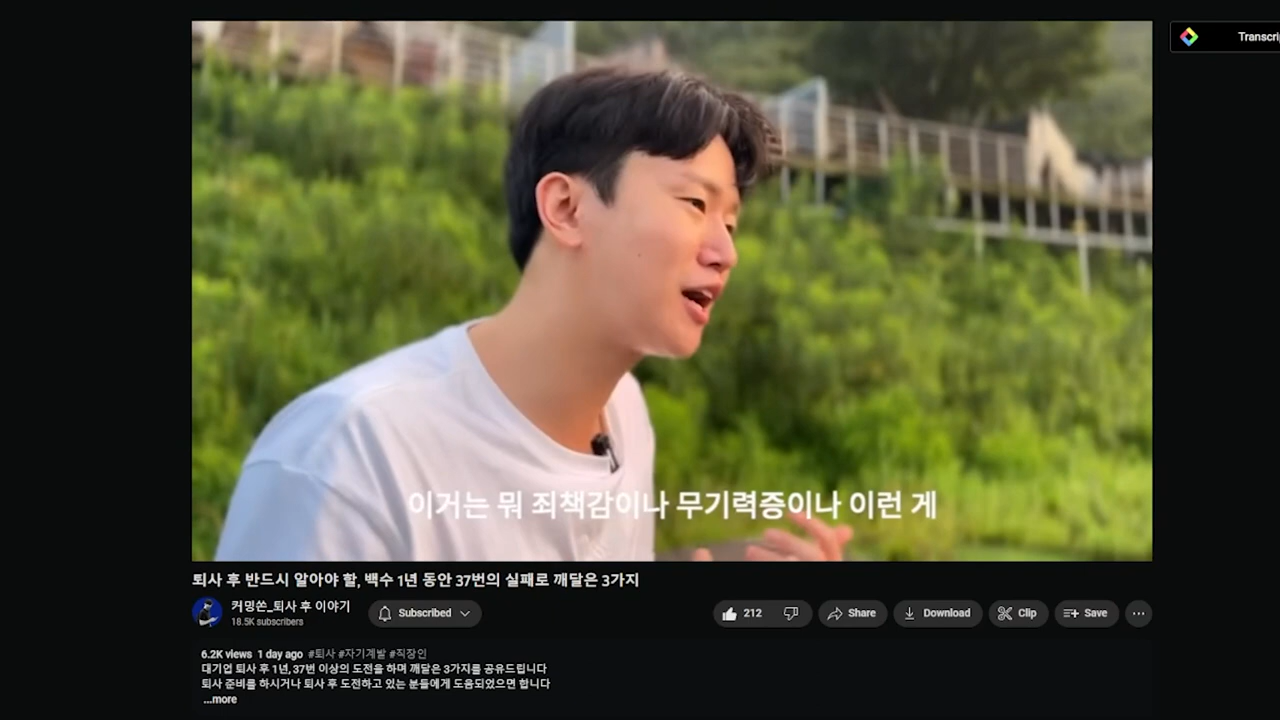 Transcri
이거는 뭐 죄책감이나 무기력증이나 이런 게
퇴사 후 반드시 알아야 할, 백수 1년 동안 37번의 실패로 깨달은 3가지
커밍쏜_퇴사 후 이야기
18.5K subscribers
Subscribed
212
Share
Download
Clip
Save
6.2K views 1 day ago #퇴사 #자기계발 #직장인
대기업 퇴사 후 1년, 37번 이상의 도전을 하며 깨달은 3가지를 공유드립니다
퇴사 준비를 하시거나 퇴사 후 도전하고 있는 분들에게 도움되었으면 합니다
...more